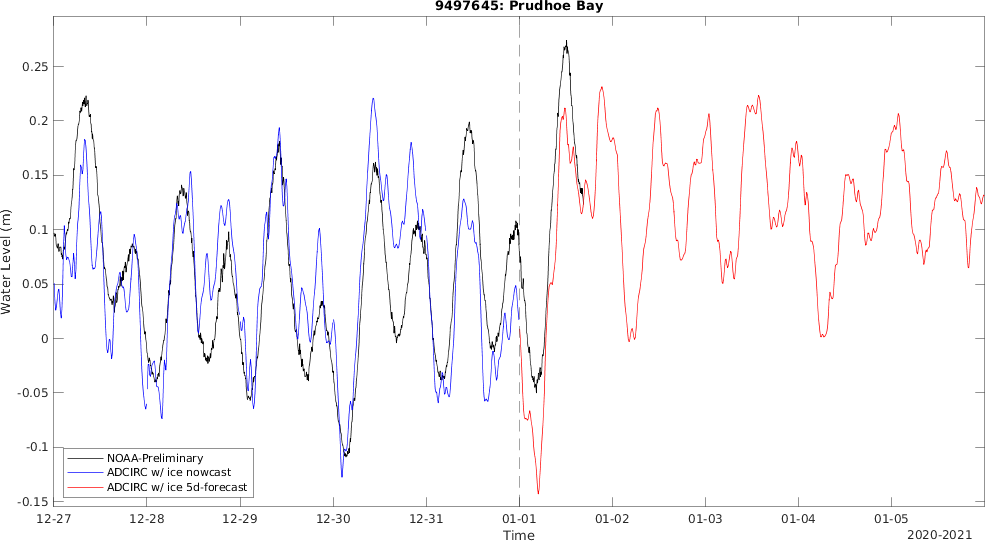 9497645: Prudhoe Bay
Water Level (m)
0.25
0.2
0.15
0.1
0.05
0
-0.05
-0.1
-0.15
NOAA-Preliminary
ADCIRC w/ ice nowcast
ADCIRC w/ ice 5d-forecast
12-27 12-28 12-29 12-30 12-31 01-01 01-02 01-03 01-04 01-05
Time
2020-2021